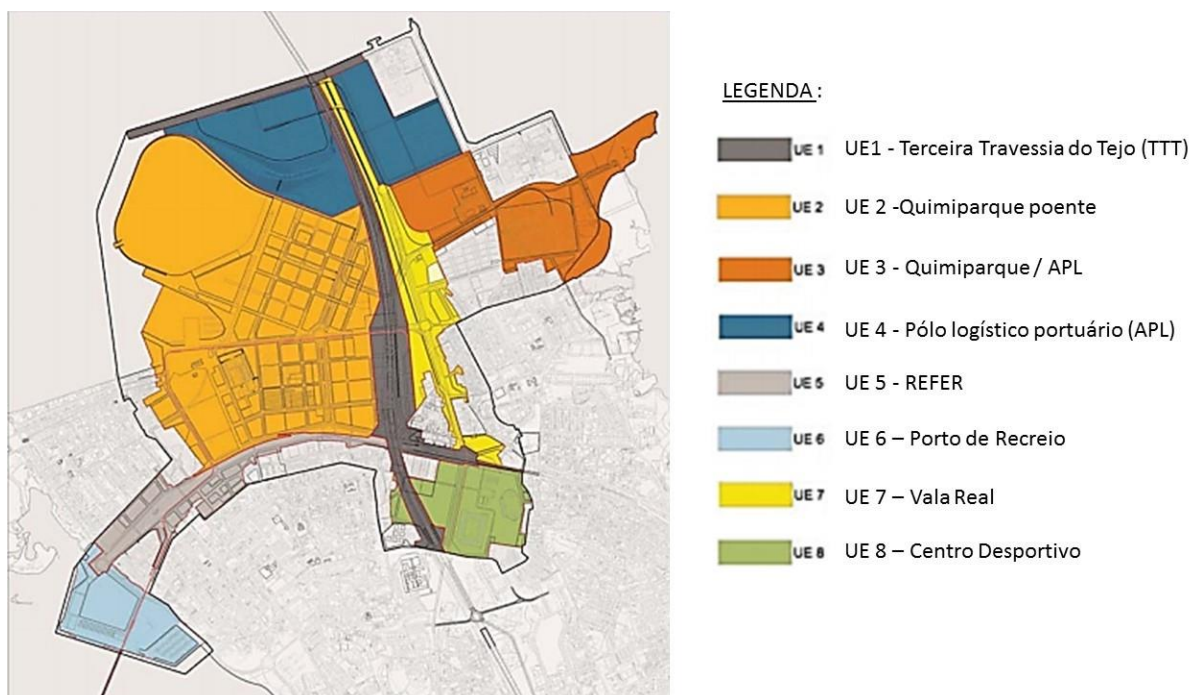 LEGENDA :
UE 1 UE1 - Terceira Travessia do Tejo (TTT)
UE 2 UE 2 -Quimiparque poente
UE 3 UE 3 - Quimiparque / APL
UE 4 UE 4 - Pólo logístico portuário (APL)
UE 5 UE 5 - REFER
UE 6 UE 6 – Porto de Recreio
UE 7 UE 7 – Vala Real
UE 8 UE 8 – Centro Desportivo